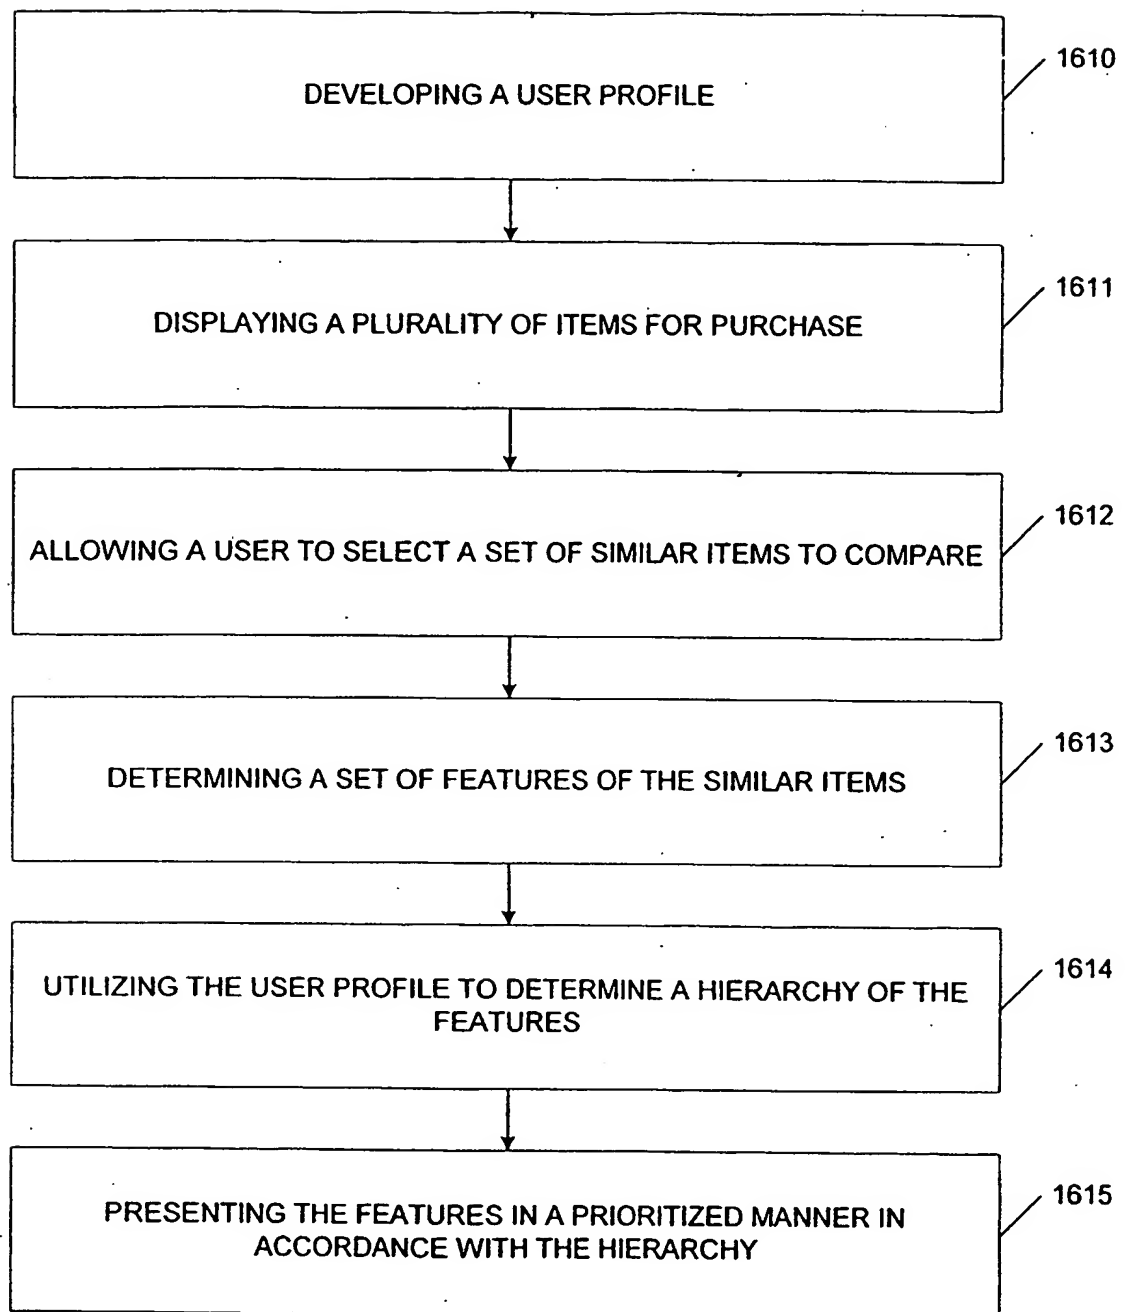 DEVELOPING A USER PROFILE
1610
DISPLAYING A PLURALITY OF ITEMS FOR PURCHASE
1611
ALLOWING A USER TO SELECT A SET OF SIMILAR ITEMS TO COMPARE
1612
DETERMINING A SET OF FEATURES OF THE SIMILAR ITEMS
1613
UTILIZING THE USER PROFILE TO DETERMINE A HIERARCHY OF THE
FEATURES
1614
PRESENTING THE FEATURES IN A PRIORITIZED MANNER IN
ACCORDANCE WITH THE HIERARCHY
1615